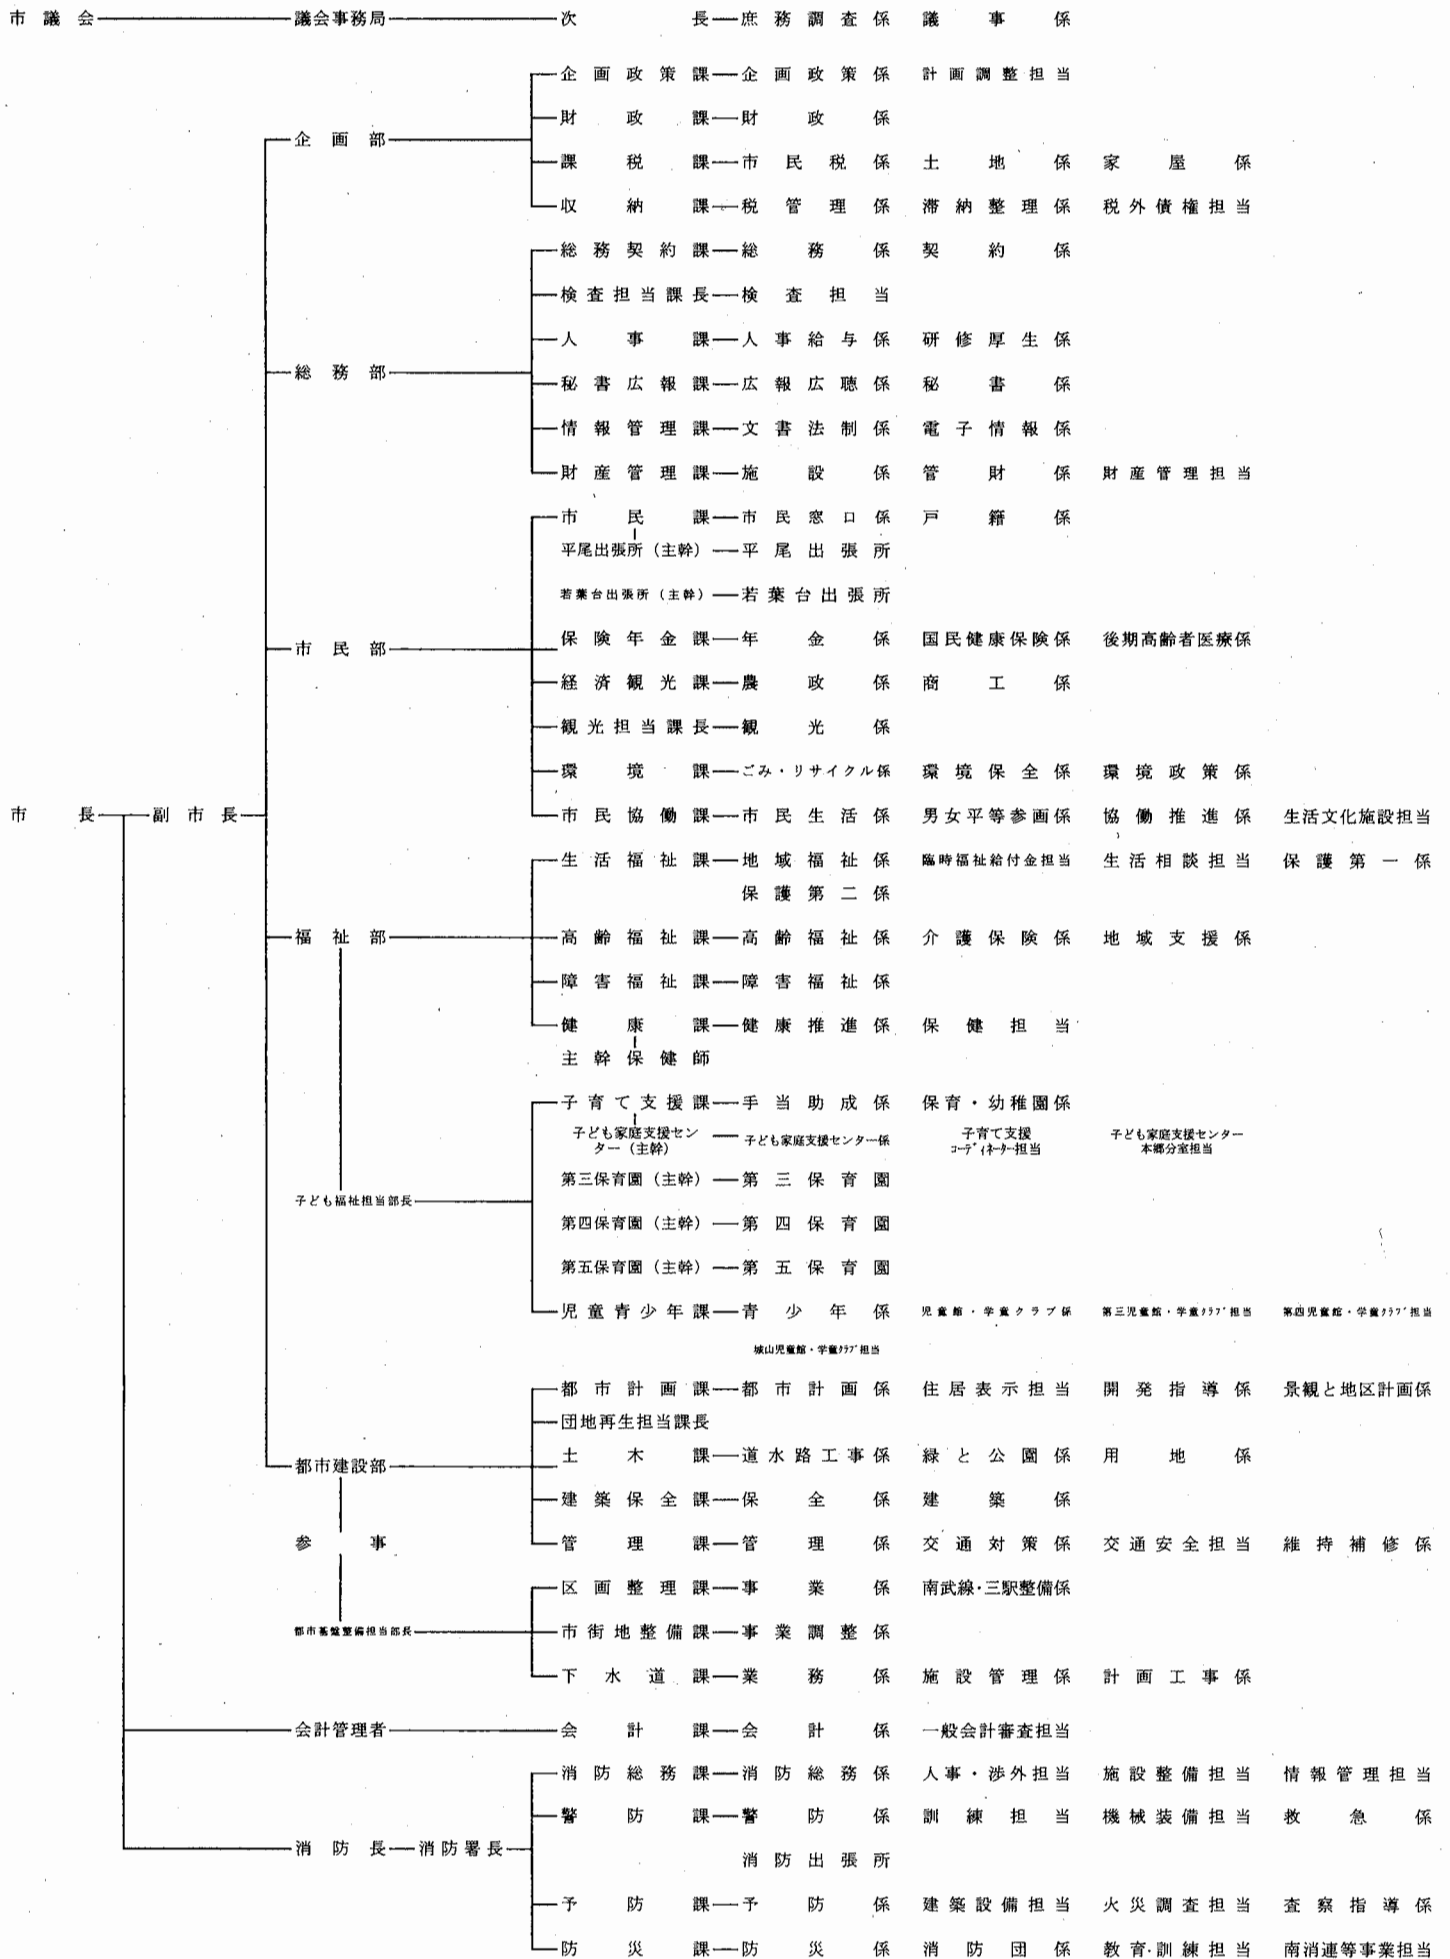 市議会 議会事務局 次長 庶務調査係 議事係
企画政策課 企画政策係 計画調整担当
財政課 財政係
企画部
課税課 市民税係 土地係 家屋係
収納課 税管理係 滞納整理係 税外債権担当
総務契約課 総務係 契約係
検査担当課長 検査担当
人事課 人事給与係 研修厚生係
総務部
秘書広報課 広報広聴係 秘書係
情報管理課 文書法制係 電子情報係
財産管理課 施設係 管財係 財産管理担当
市民課 市民窓口係 戸籍係
平尾出張所（主幹） 平尾出張所
若葉台出張所（主幹） 若葉台出張所
市民部
保険年金課 年金係 国民健康保険係 後期高齢者医療係
経済観光課 農政係 商工係
観光担当課長 観光係
環境課 ごみ・リサイクル係 環境保全係 環境政策係
市長 副市長 市民協働課 市民生活係 男女平等参画係 協働推進係 生活文化施設担当
生活福祉課 地域福祉係 臨時福祉給付金担当 生活相談担当 保護第一係
保護第二係
福祉部 高齢福祉課 高齢福祉係 介護保険係 地域支援係
障害福祉課 障害福祉係
健康課 健康推進係 保健担当
主幹保健師
子育て支援課 手当助成係 保育・幼稚園係
子ども家庭支援センター（主幹） 子ども家庭支援センター係 子育て支援ｺｰﾃﾞｨﾈｰﾀｰ担当 子ども家庭支援センター本郷分室担当
第三保育園（主幹） 第三保育園
子ども福祉担当部長
第四保育園（主幹） 第四保育園
第五保育園（主幹） 第五保育園
児童青少年課 青少年係 児童館・学童クラブ係 第三児童館・学童ｸﾗﾌﾞ担当 第四児童館・学童ｸﾗﾌﾞ担当
城山児童館・学童ｸﾗﾌﾞ担当
都市計画課 都市計画係 住居表示担当 開発指導係 景観と地区計画係
団地再生担当課長
都市建設部 土木課 道水路工事係 緑と公園係 用地係
建築保全課 保全係 建築係
参事 管理課 管理係 交通対策係 交通安全担当 維持補修係
区画整理課 事業係 南武線・三駅整備係
都市基盤整備担当部長 市街地整備課 事業調整係
下水道課 業務係 施設管理係 計画工事係
会計管理者 会計課 会計係 一般会計審査担当
消防総務課 消防総務係 人事・渉外担当 施設整備担当 情報管理担当
警防課 警防係 訓練担当 機械装備担当 救急係
消防長 消防署長
消防出張所
予防課 予防係 建築設備担当 火災調査担当 査察指導係
防災課 防災係 消防団係 教育・訓練担当 南消連等事業担当